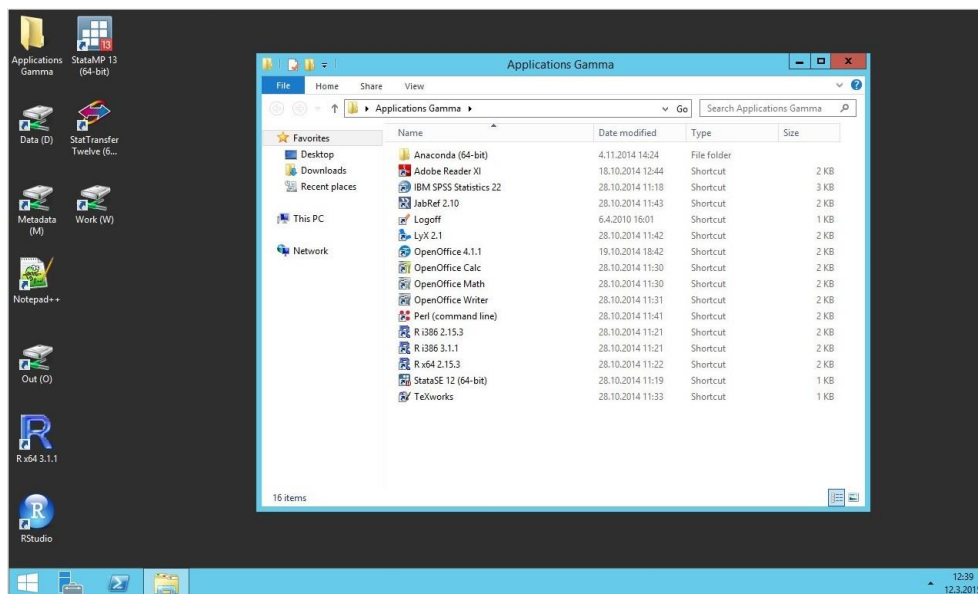 Applications Gamma
StataMP 13 (64-bit)
13
Data (D)
StatTransfer Twelve (6...
Metadata (M)
Work (W)
Notepad++
Out (O)
R x64 3.1.1
RStudio
Applications Gamma
File Home Share View
Applications Gamma Go Search Applications Gamma
Favorites
Desktop
Downloads
Recent places
This PC
Network
Name Date modified Type Size
Anaconda (64-bit) 4.11.2014 14:24 File folder
Adobe Reader XI 18.10.2014 12:44 Shortcut 2 KB
IBM SPSS Statistics 22 28.10.2014 11:18 Shortcut 3 KB
JabRef 2.10 28.10.2014 11:43 Shortcut 2 KB
Logoff 6.4.2010 16:01 Shortcut 1 KB
LyX 2.1 28.10.2014 11:42 Shortcut 2 KB
OpenOffice 4.1.1 19.10.2014 18:42 Shortcut 2 KB
OpenOffice Calc 28.10.2014 11:30 Shortcut 2 KB
OpenOffice Math 28.10.2014 11:30 Shortcut 2 KB
OpenOffice Writer 28.10.2014 11:31 Shortcut 2 KB
Perl (command line) 28.10.2014 11:41 Shortcut 2 KB
R i386 2.15.3 28.10.2014 11:21 Shortcut 2 KB
R i386 3.1.1 28.10.2014 11:21 Shortcut 2 KB
R x64 2.15.3 28.10.2014 11:22 Shortcut 2 KB
StataSE 12 (64-bit) 28.10.2014 11:19 Shortcut 1 KB
TeXworks 28.10.2014 11:33 Shortcut 1 KB
16 items
12:39